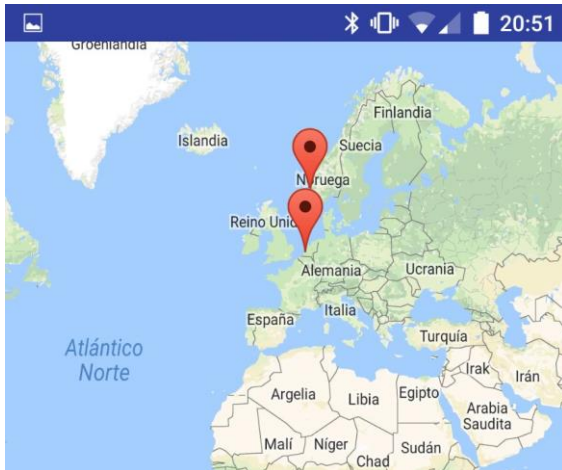 20:51
Groenlandia
Finlandia
Islandia
Suecia
Noruega
Reino Unid
Alemania
Ucrania
España
Italia
Turquía
Atlántico
Norte
Irak
Irán
Argelia
Libia
Egipto
Arabia
Saudita
Malí
Níger
Sudán
Chad